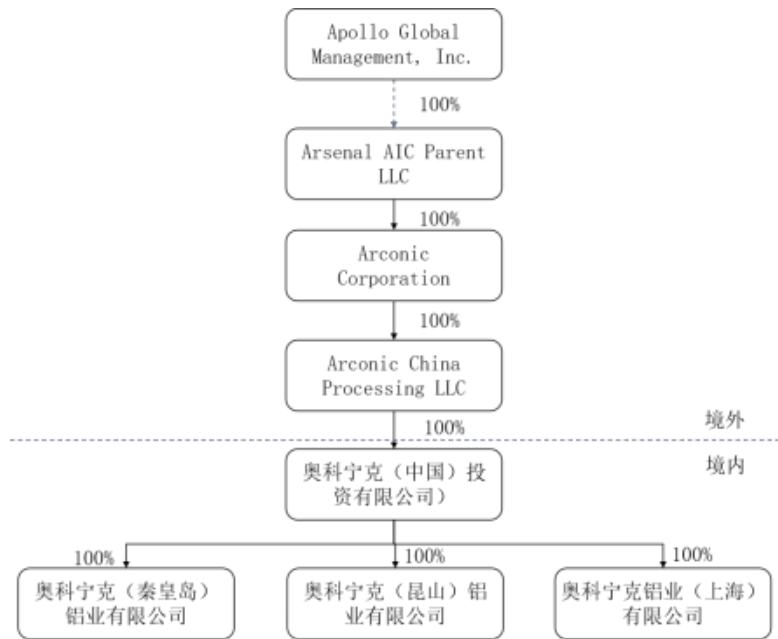 Apollo Global
Management, Inc.
100%
Arsenal AIC Parent
LLC
100%
Arconic
Corporation
100%
Arconic China
Processing LLC
100%
境外
境内
奥科宁克（中国）投
资有限公司）
100%
100%
100%
奥科宁克（秦皇岛）
铝业有限公司
奥科宁克（昆山）铝
业有限公司
奥科宁克铝业（上海）
有限公司